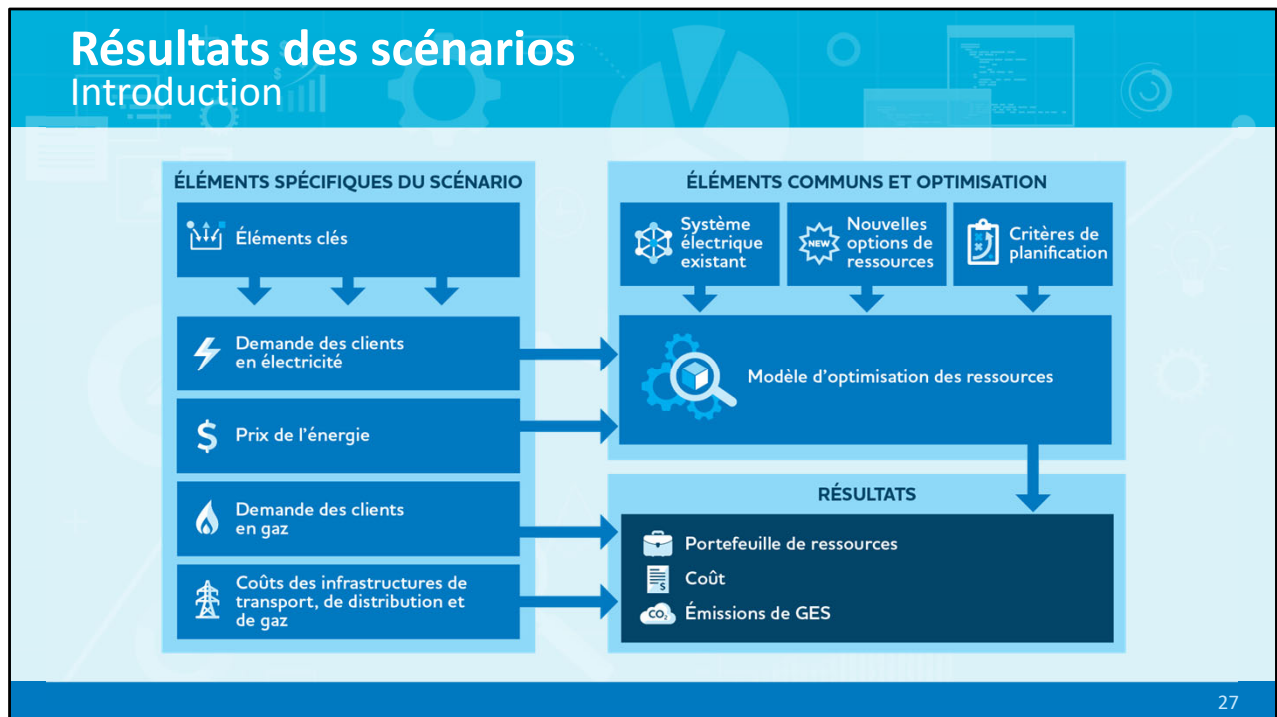 Résultats des scénarios
Introduction
ÉLÉMENTS SPÉCIFIQUES DU SCÉNARIO
Éléments clés
Demande des clients
en électricité
$
Prix de l'énergie
Demande des clients
en gaz
Coûts des infrastructures de
transport, de distribution et
de gaz
ÉLÉMENTS COMMUNS ET OPTIMISATION
Système
électrique
existant
NEW
Nouvelles
options de
ressources
Critères de
planification
Modèle d'optimisation des ressources
RÉSULTATS
Portefeuille de ressources
$
Coût
CO₂
Émissions de GES
27